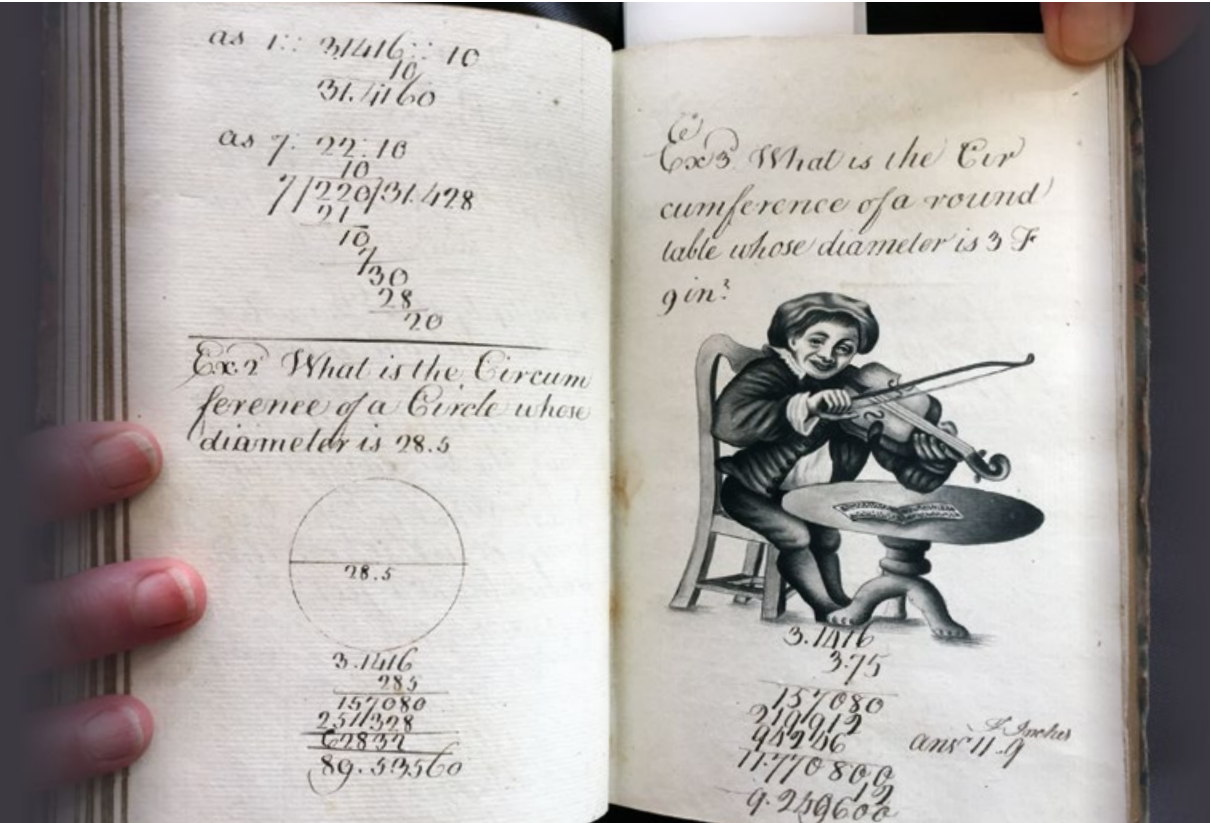 as 1:: 3.1416:: 10
10
31.4160
as 7: 22: 10
10
7)220)31.428
21
10
7
30
28
20
Ex. 2 What is the Circum
ference of a Circle whose
diameter is 28.5
28.5
3.1416
285
157080
251328
62832
89.53560
Ex 3 What is the Cir
cumference of a round
table whose diameter is 3 F
9 in?
3.1416
3.75
157080
219912
94246
11.770800
12
9.249600
F. Inches
ans 11-9